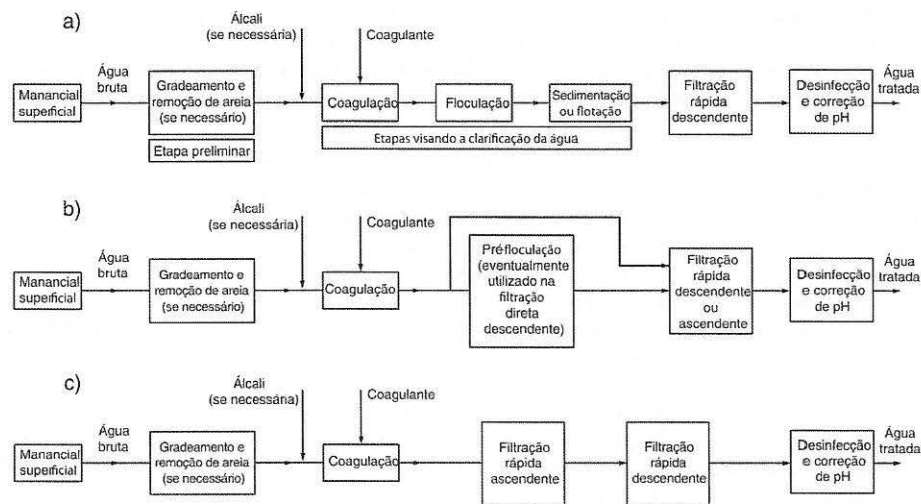 a)
Álcali
(se necessária)
Coagulante
Manancial
superficial
Água
bruta
Gradeamento e
remoção de areia
(se necessário)
Etapa preliminar
Coagulação
Floculação
Sedimentação
ou flotação
Etapas visando a clarificação da água
Filtração
rápida
descendente
Desinfecção
e correção
de pH
Água
tratada
b)
Álcali
(se necessária)
Coagulante
Manancial
superficial
Água
bruta
Gradeamento e
remoção de areia
(se necessário)
Coagulação
Préfloculação
(eventualmente
utilizado na
filtração
direta
descendente)
Filtração
rápida
descendente
ou
ascendente
Desinfecção
e correção
de pH
Água
tratada
c)
Álcali
(se necessária)
Coagulante
Manancial
superficial
Água
bruta
Gradeamento e
remoção de areia
(se necessário)
Coagulação
Filtração
rápida
ascendente
Filtração
rápida
descendente
Desinfecção
e correção
de pH
Água
tratada